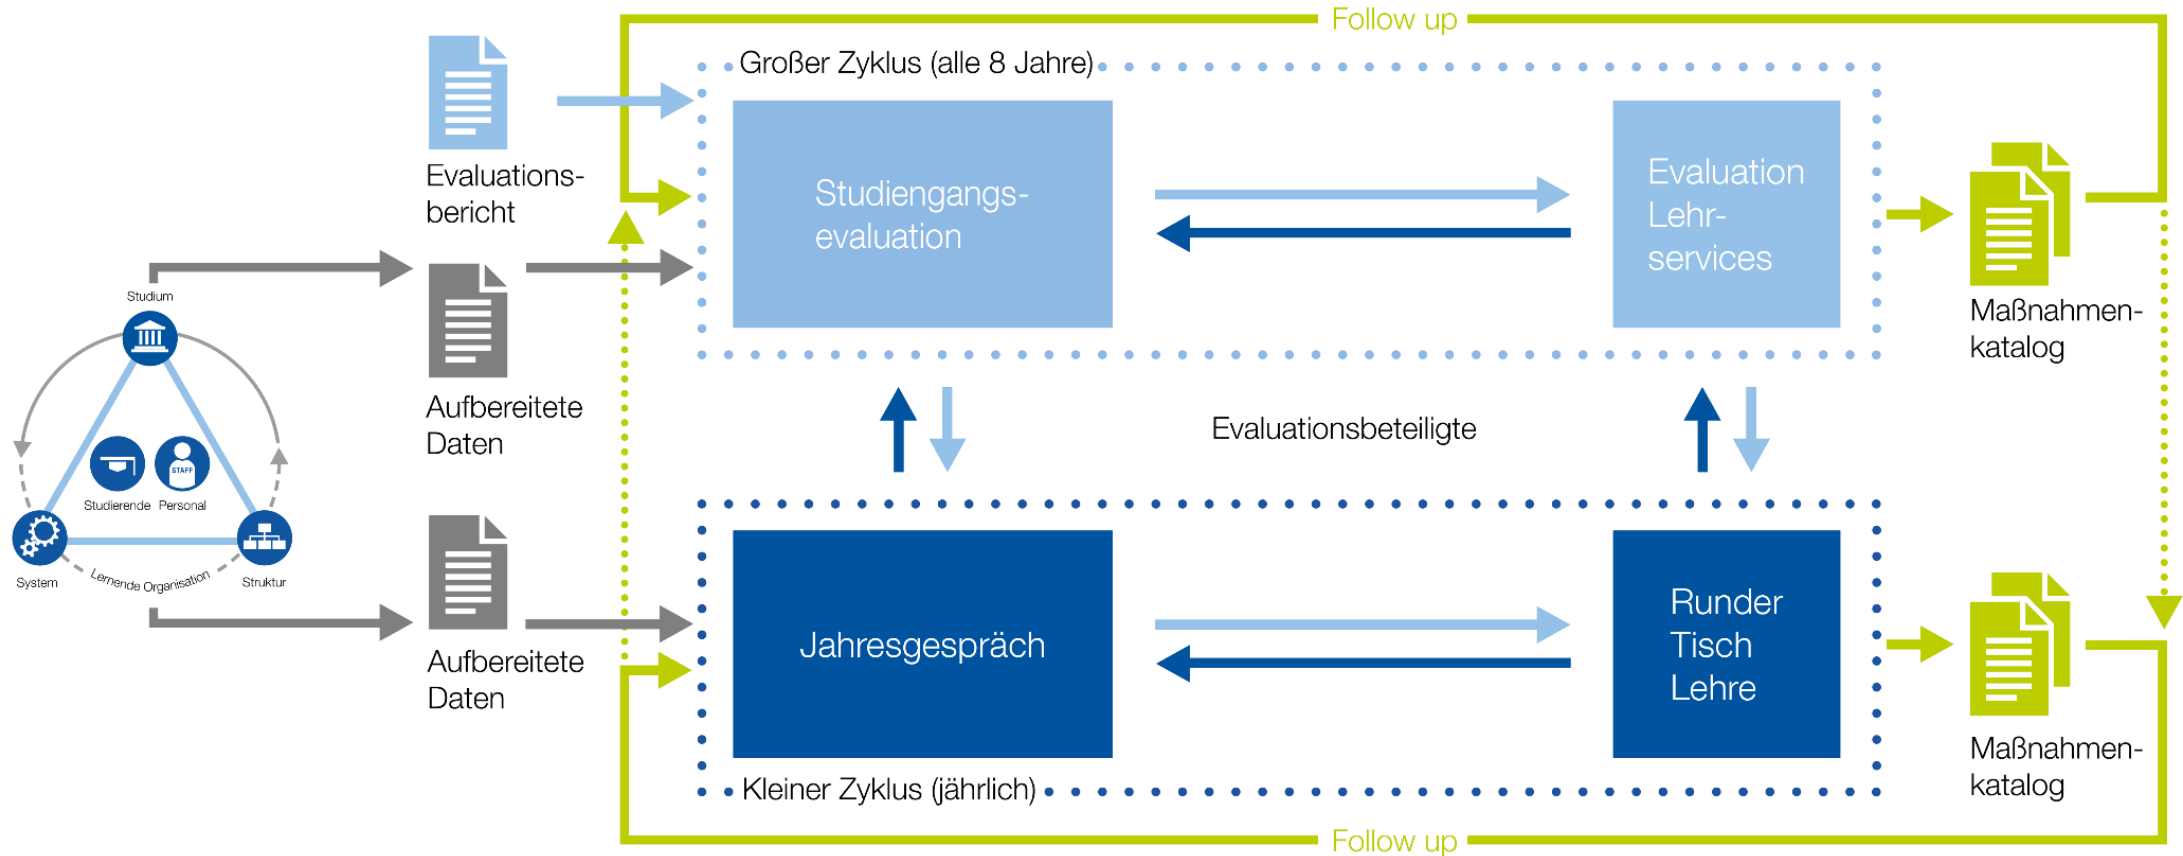 Follow up
Großer Zyklus (alle 8 Jahre)
Evaluations-
bericht
Studiengangs-
evaluation
Evaluation
Lehr-
services
Maßnahmen-
katalog
Studium
Aufbereitete
Daten
Evaluationsbeteiligte
STAFF
Studierende
Personal
System
Lernende Organisation
Struktur
Aufbereitete
Daten
Jahresgespräch
Runder
Tisch
Lehre
Maßnahmen-
katalog
Kleiner Zyklus (jährlich)
Follow up